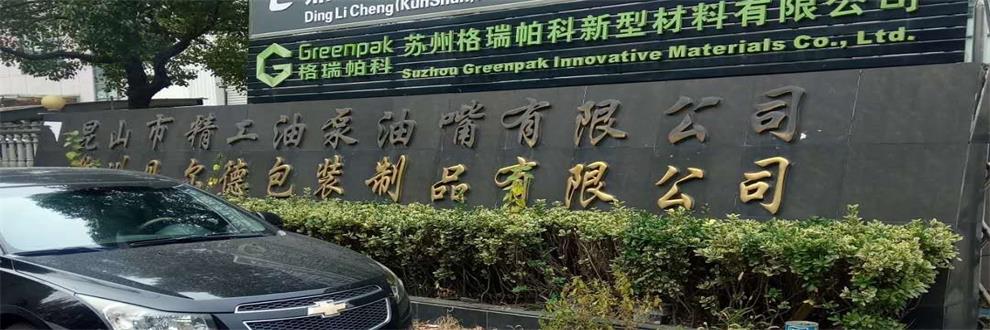 Ding Li Cheng (KunShan)
Greenpak
格瑞帕科
苏州格瑞帕科新型材料有限公司
Suzhou Greenpak Innovative Materials Co., Ltd.
昆山市精工油泵油嘴有限公司
尔德包装制品有限公司